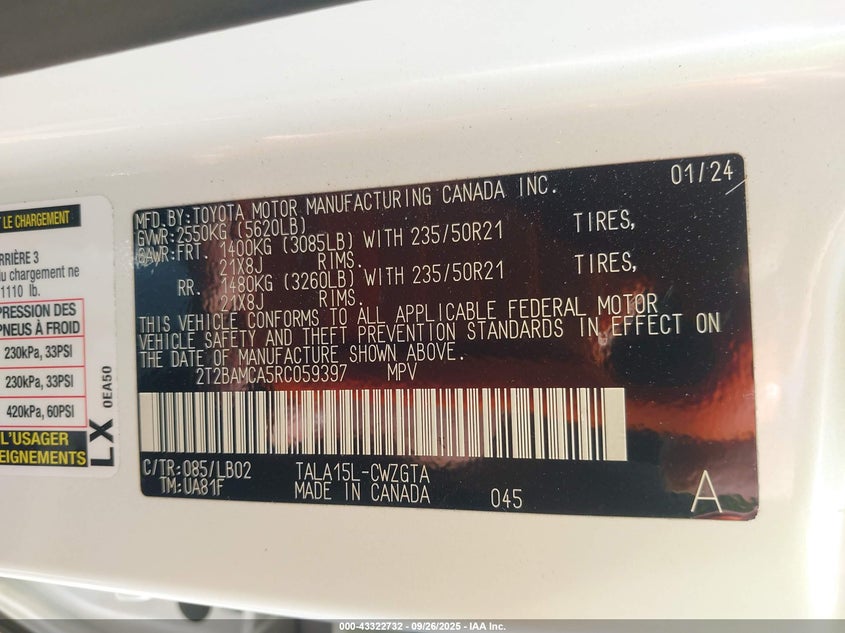 T LE CHARGEMENT
RRIÈRE 3
u chargement ne
1110 lb.
PRESSION DES
PNEUS À FROID
230kPa, 33PSI
230kPa, 33PSI
420kPa, 60PSI
L'USAGER
EIGNEMENTS
LX 0EA50
01/24
MFD.BY:TOYOTA MOTOR MANUFACTURING CANADA INC.
GVWR:2550KG (5620LB)
GAWR:FRT. 1400KG (3085LB) WITH 235/50R21 TIRES,
21X8J RIMS.
RR. 1480KG (3260LB) WITH 235/50R21 TIRES,
21X8J RIMS.
THIS VEHICLE CONFORMS TO ALL APPLICABLE FEDERAL MOTOR
VEHICLE SAFETY AND THEFT PREVENTION STANDARDS IN EFFECT ON
THE DATE OF MANUFACTURE SHOWN ABOVE.
2T2BAMCA5RC059397 MPV
C/TR:085/LB02 TALA15L-CWZGTA
TM:UA81F MADE IN CANADA 045 A
000-43322732 - 09/26/2025 - IAA Inc.